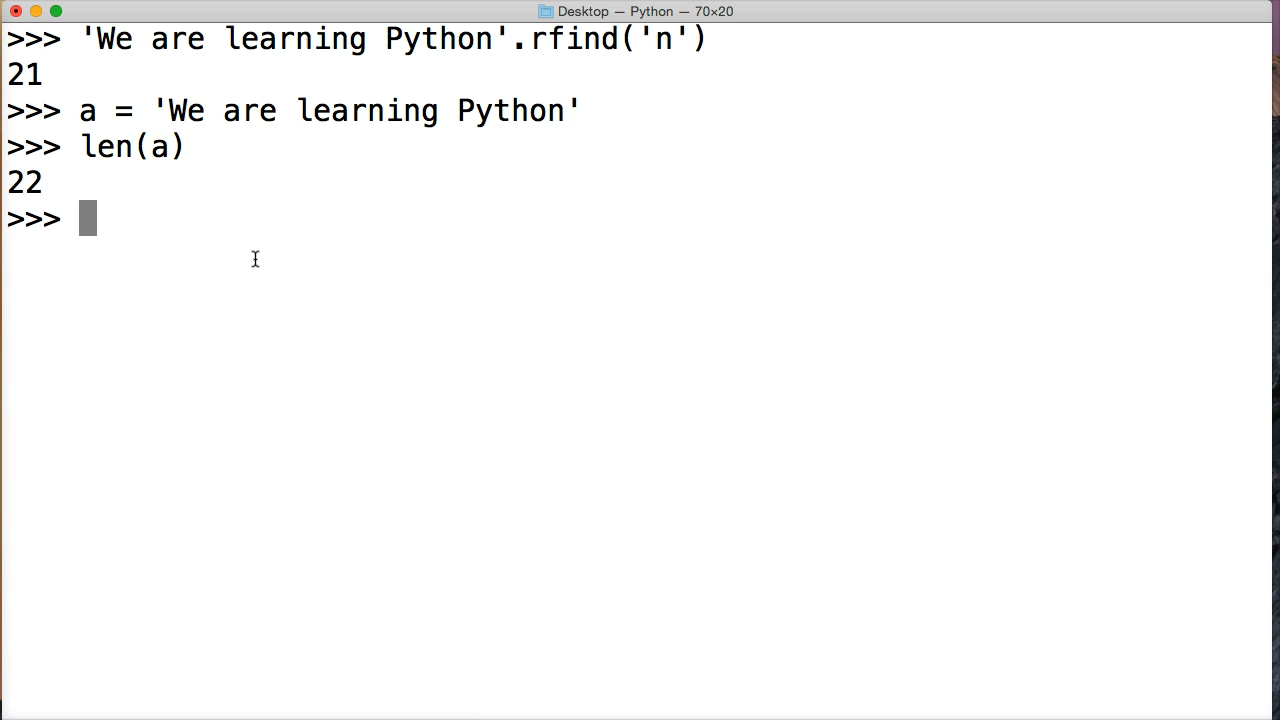 Desktop — Python — 70×20
>>> 'We are learning Python'.rfind('n')
21
>>> a = 'We are learning Python'
>>> len(a)
22
>>>